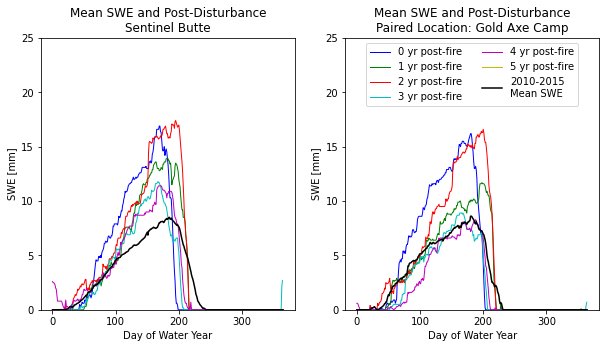 Mean SWE and Post-Disturbance
Sentinel Butte
25
20
15
10
5
0
SWE [mm]
0 100 200 300
Day of Water Year
Mean SWE and Post-Disturbance
Paired Location: Gold Axe Camp
0 yr post-fire
1 yr post-fire
2 yr post-fire
3 yr post-fire
4 yr post-fire
5 yr post-fire
2010-2015
Mean SWE
25
20
15
10
5
0
SWE [mm]
0 100 200 300
Day of Water Year